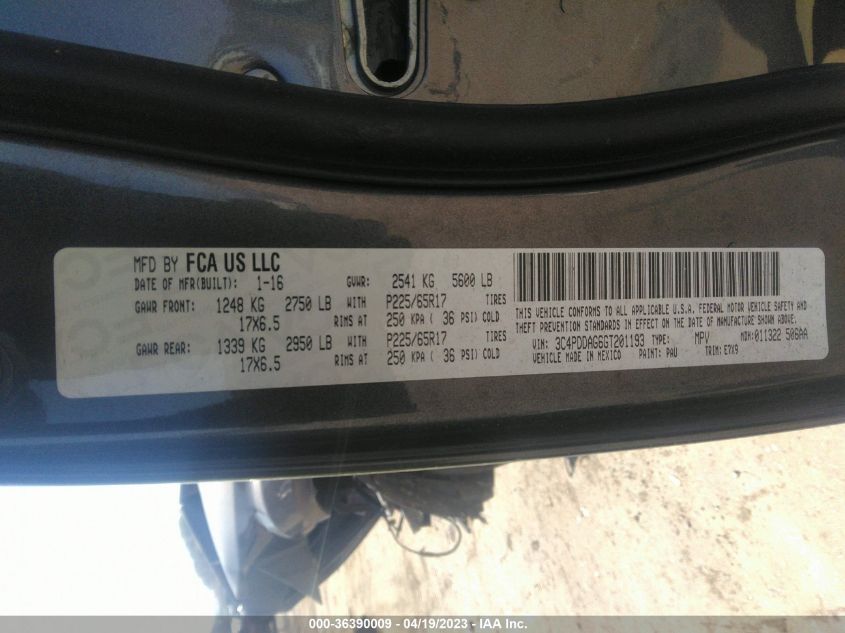 MFD BY FCA US LLC
DATE OF MFR(BUILT): 1-16 GVWR: 2541 KG 5600 LB
GAWR FRONT: 1248 KG 2750 LB WITH P225/65R17 TIRES
17X6.5 RIMS AT 250 KPA ( 36 PSI) COLD
GAWR REAR: 1339 KG 2950 LB WITH P225/65R17 TIRES
17X6.5 RIMS AT 250 KPA ( 36 PSI) COLD
THIS VEHICLE CONFORMS TO ALL APPLICABLE U.S.A. FEDERAL MOTOR VEHICLE SAFETY AND
THEFT PREVENTION STANDARDS IN EFFECT ON THE DATE OF MANUFACTURE SHOWN ABOVE.
VIN: 3C4PDDAG6GT201193 TYPE: MPV MDH: 011322 506AA
VEHICLE MADE IN MEXICO PAINT: PAU TRIM: E7X9
000-36390009 - 04/19/2023 - IAA Inc.